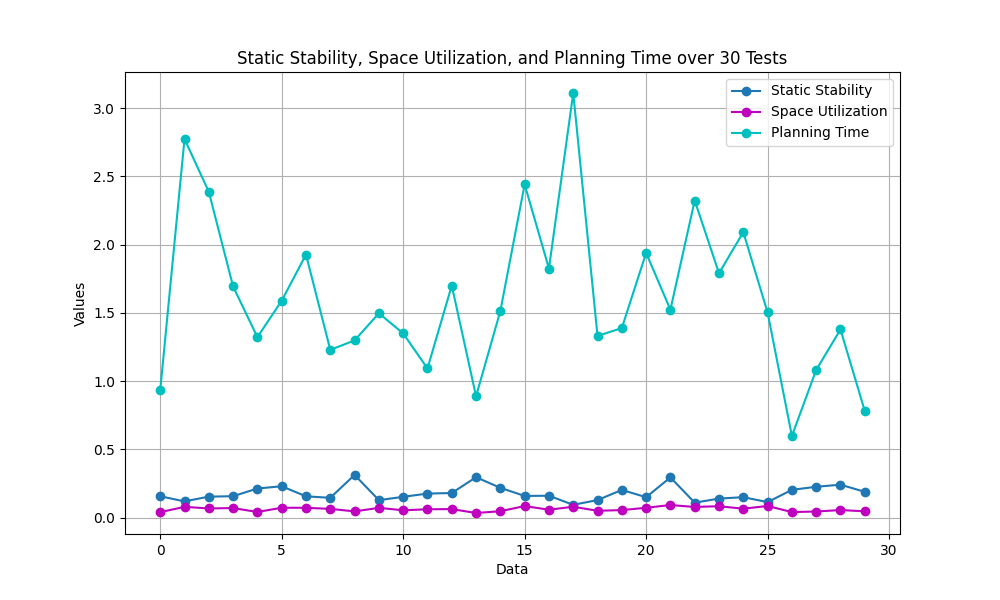 Static Stability, Space Utilization, and Planning Time over 30 Tests
Static Stability
Space Utilization
Planning Time
3.0
2.5
2.0
1.5
1.0
0.5
0.0
Values
0 5 10 15 20 25 30
Data